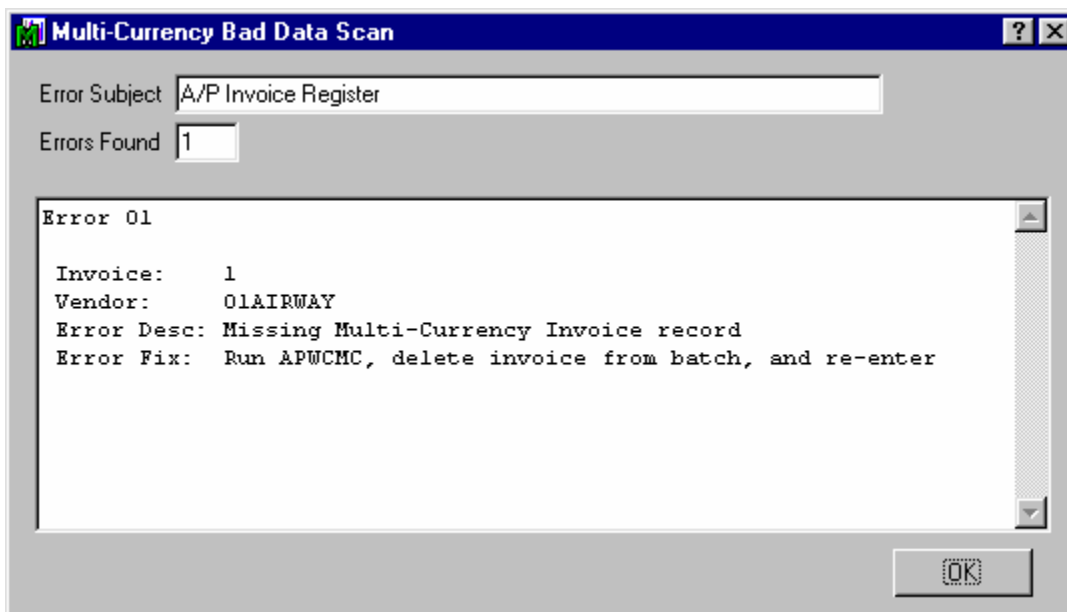 Multi-Currency Bad Data Scan
Error Subject A/P Invoice Register
Errors Found 1
Error 01
Invoice: 1
Vendor: 01AIRWAY
Error Desc: Missing Multi-Currency Invoice record
Error Fix: Run APWCMC, delete invoice from batch, and re-enter
OK